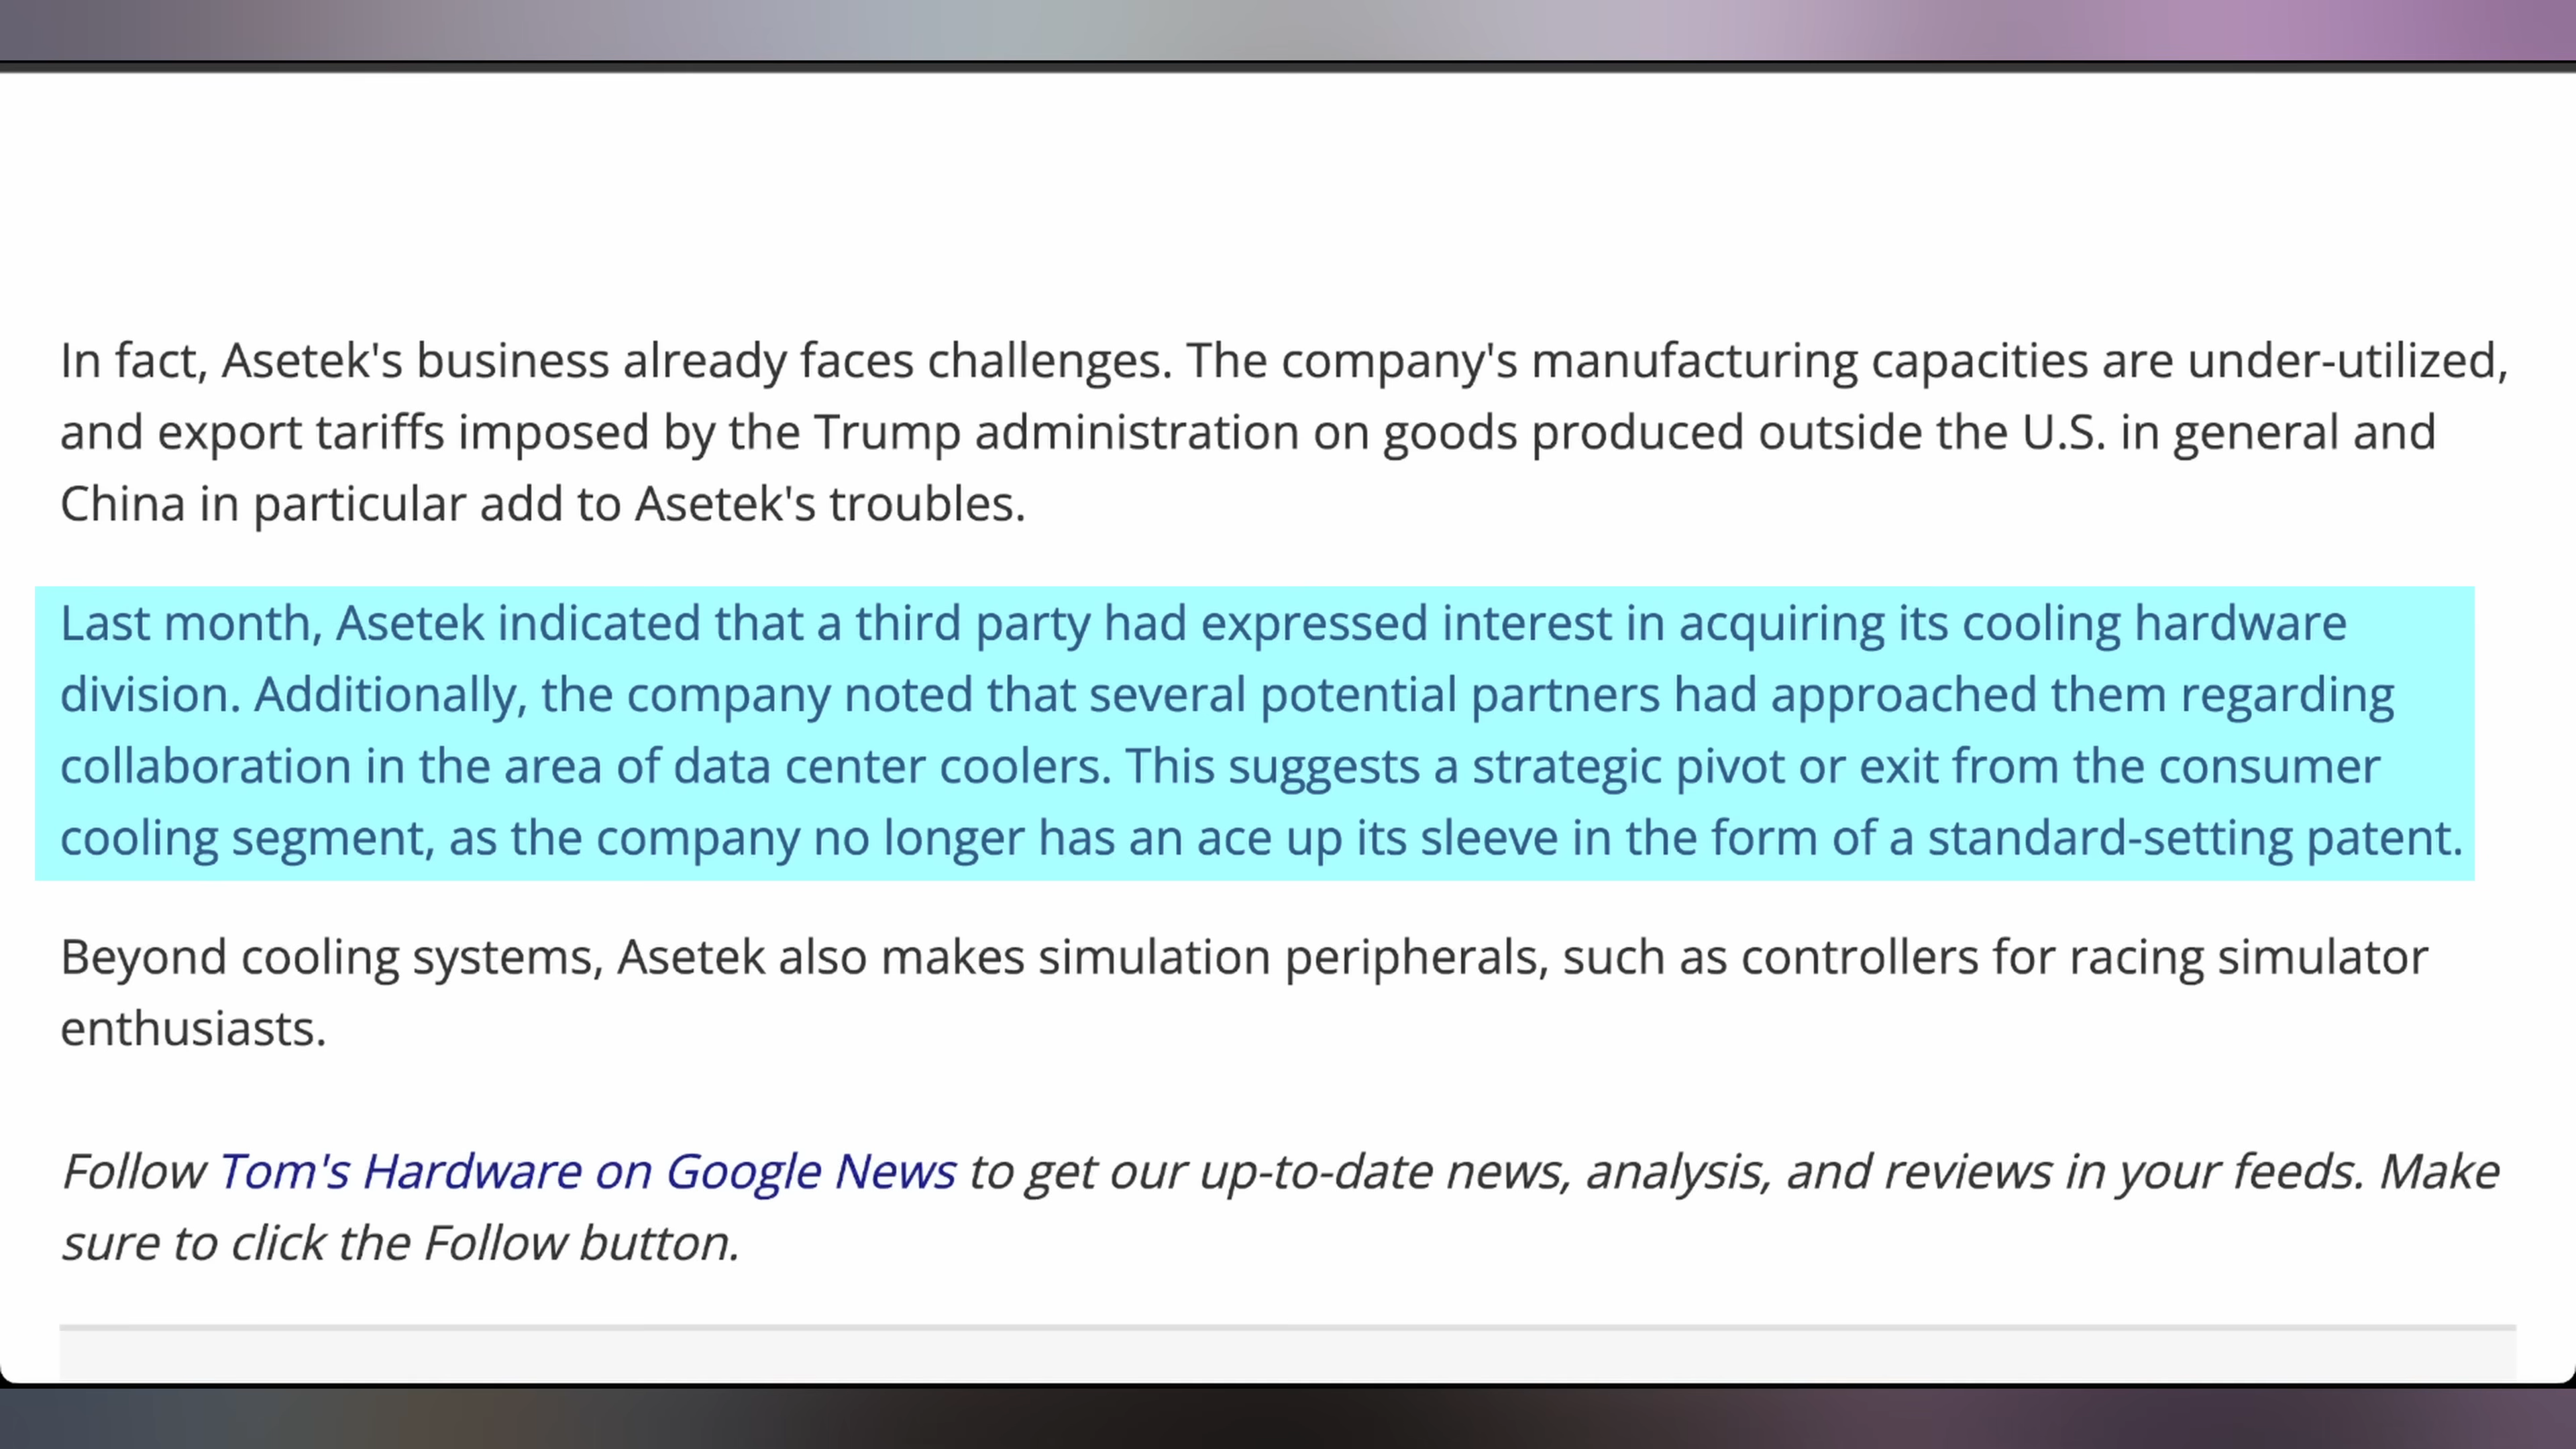 In fact, Asetek's business already faces challenges. The company's manufacturing capacities are under-utilized,
and export tariffs imposed by the Trump administration on goods produced outside the U.S. in general and
China in particular add to Asetek's troubles.
Last month, Asetek indicated that a third party had expressed interest in acquiring its cooling hardware
division. Additionally, the company noted that several potential partners had approached them regarding
collaboration in the area of data center coolers. This suggests a strategic pivot or exit from the consumer
cooling segment, as the company no longer has an ace up its sleeve in the form of a standard-setting patent.
Beyond cooling systems, Asetek also makes simulation peripherals, such as controllers for racing simulator
enthusiasts.
Follow Tom's Hardware on Google News to get our up-to-date news, analysis, and reviews in your feeds. Make
sure to click the Follow button.